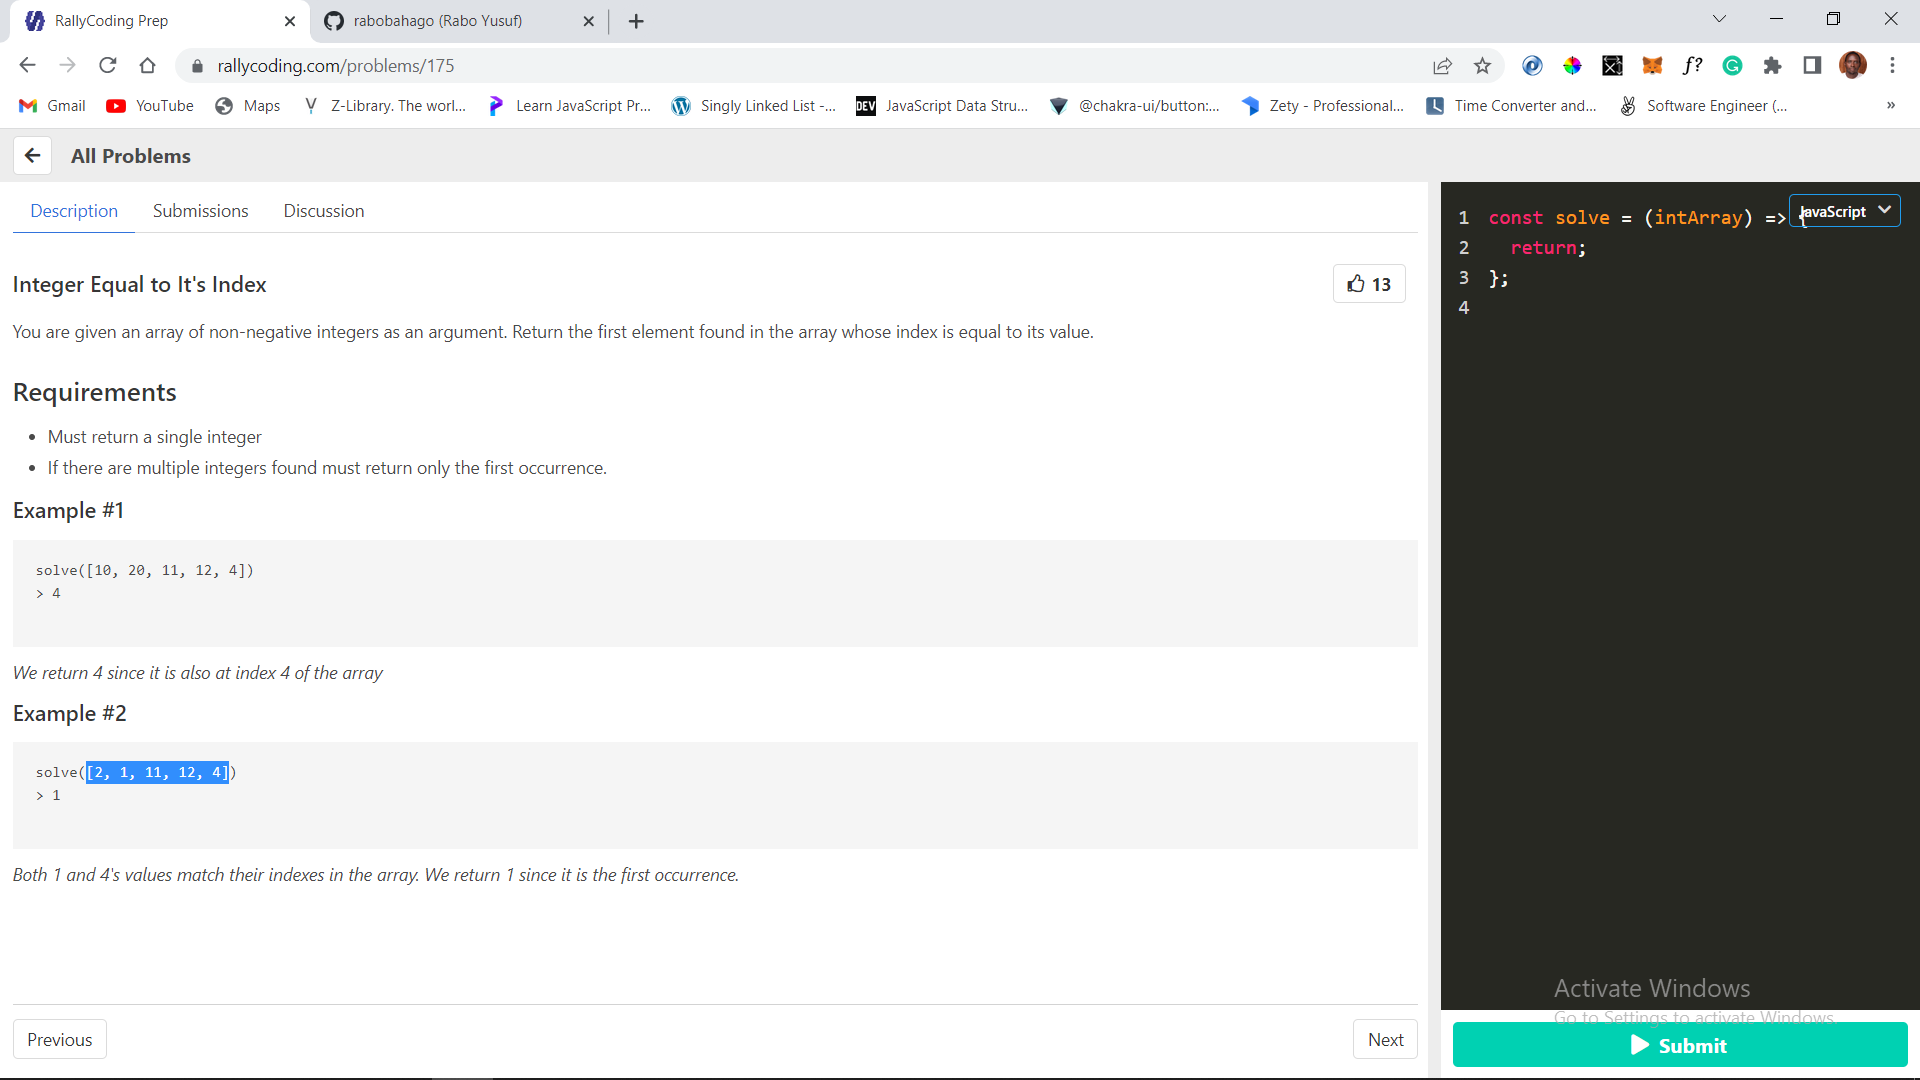 RallyCoding Prep
rabobahago (Rabo Yusuf)
rallycoding.com/problems/175
Gmail
YouTube
Maps
Z-Library. The worl...
Learn JavaScript Pr...
Singly Linked List -...
DEV JavaScript Data Stru...
@chakra-ui/button:...
Zety - Professional...
Time Converter and...
Software Engineer (...
»
All Problems
Description
Submissions
Discussion
Integer Equal to It's Index
13
You are given an array of non-negative integers as an argument. Return the first element found in the array whose index is equal to its value.
Requirements
• Must return a single integer
• If there are multiple integers found must return only the first occurrence.
Example #1
solve([10, 20, 11, 12, 4])
> 4
We return 4 since it is also at index 4 of the array
Example #2
solve([2, 1, 11, 12, 4])
> 1
Both 1 and 4's values match their indexes in the array. We return 1 since it is the first occurrence.
Previous
Next
JavaScript
1 const solve = (intArray) => {
2 return;
3 };
4
Activate Windows
Go to Settings to activate Windows.
Submit